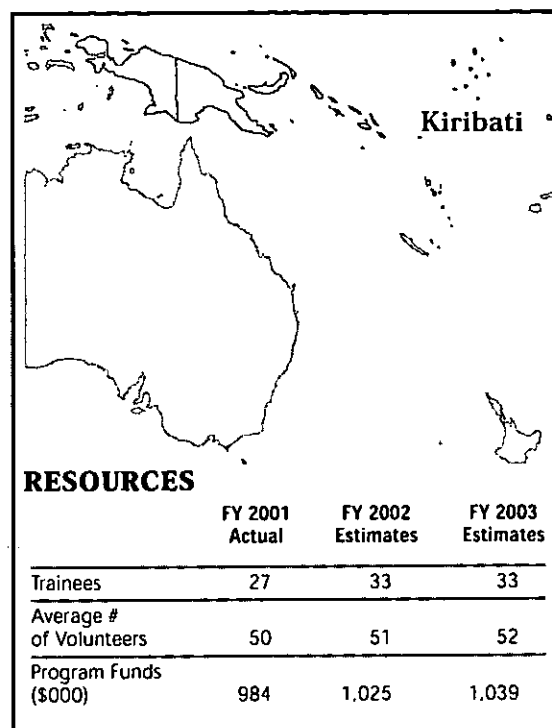 Kiribati
RESOURCES
FY 2001 FY 2002 FY 2003
Actual Estimates Estimates
Trainees 27 33 33
Average #
of Volunteers 50 51 52
Program Funds
($000) 984 1,025 1,039